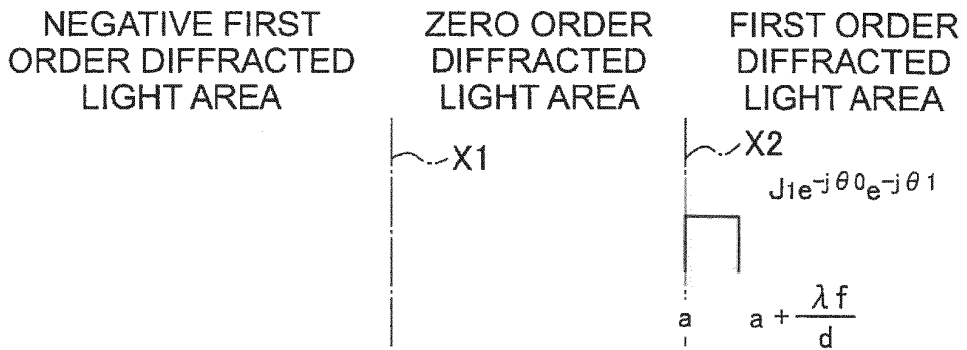 NEGATIVE FIRST
ORDER DIFFRACTED
LIGHT AREA
ZERO ORDER
DIFFRACTED
LIGHT AREA
FIRST ORDER
DIFFRACTED
LIGHT AREA
X1
X2
J₁e⁻ʲᶿ⁰e⁻ʲᶿ¹
a
a + λf/d